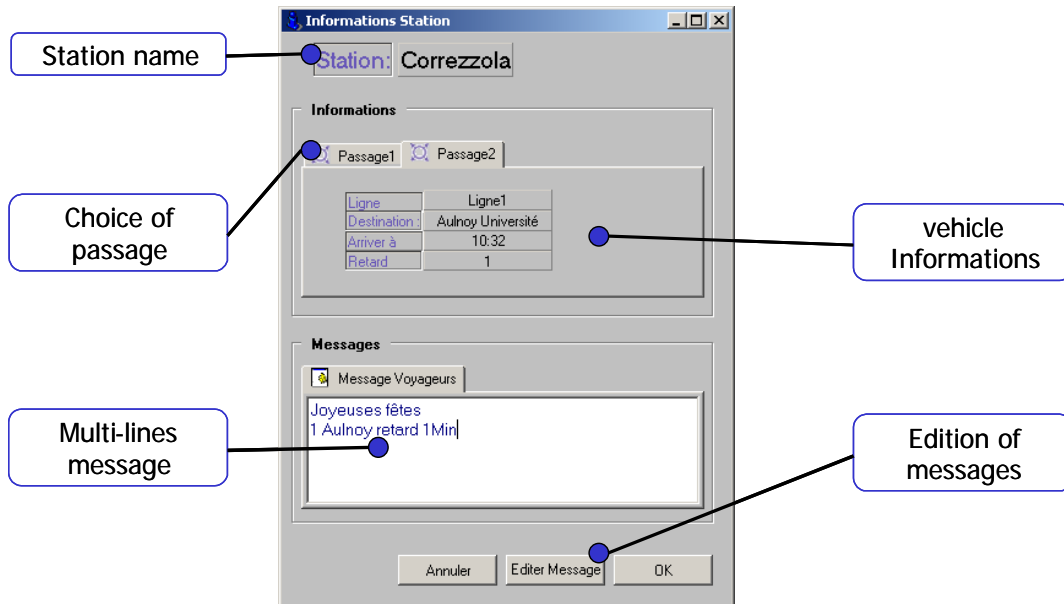 Informations Station
Station name
Station: Correzzola
Informations
Choice of
passage
Passage1 Passage2
Ligne Ligne1
Destination : Aulnoy Université
Arriver à 10:32
Retard 1
vehicle
Informations
Messages
Message Voyageurs
Multi-lines
message
Joyeuses fêtes
1 Aulnoy retard 1Min
Edition of
messages
Annuler Editer Message OK